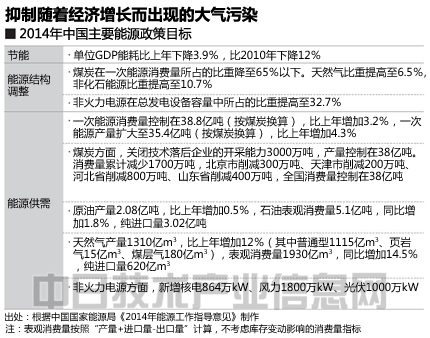 抑制随着经济增长而出现的大气污染
■ 2014年中国主要能源政策目标
节能
· 单位GDP能耗比上年下降3.9%，比2010年下降12%
能源结构
调整
· 煤炭在一次能源消费量所占的比重降至65%以下。天然气比重提高至6.5%,
非化石能源比重提高至10.7%
· 非火力电源在总发电设备容量中所占的比重提高至32.7%
能源供需
· 一次能源消费量控制在38.8亿吨（按煤炭换算），比上年增加3.2%，一次
能源产量扩大至35.4亿吨（按煤炭换算），比上年增加4.3%
· 煤炭方面，关闭技术落后企业的开采能力3000万吨，产量控制在38亿吨。
消费量累计减少1700万吨，北京市削减300万吨、天津市削减200万吨、
河北省削减800万吨、山东省削减400万吨，全国消费量控制在38亿吨
· 原油产量2.08亿吨，比上年增加0.5%，石油表观消费量5.1亿吨，同比增
加1.8%，纯进口量3.02亿吨
· 天然气产量1310亿m³，比上年增加12%（其中普通型1115亿m³、页岩
气15亿m³、煤层气180亿m³），表观消费量1930亿m³，同比增加14.5%
，纯进口量620亿m³
· 非火力电源方面，新增核电864万kW、风力1800万kW、光伏1000万kW
中日技术产业信息网
出处：根据中国国家能源局《2014年能源工作指导意见》制作
注：表观消费量按照“产量+进口量-出口量”计算，不考虑库存变动影响的消费量指标